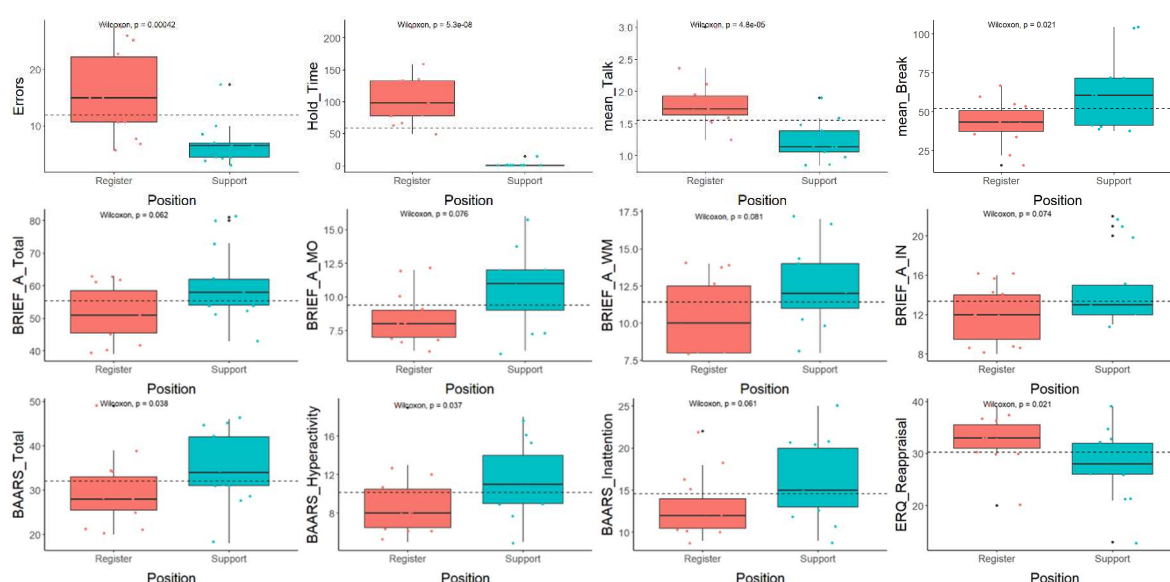 Wilcoxon, p = 0.00042
Errors
20
10
Register
Support
Position
Wilcoxon, p = 5.3e-08
Hold_Time
200
150
100
50
0
Register
Support
Position
Wilcoxon, p = 4.8e-05
mean_Talk
3.0
2.5
2.0
1.5
1.0
Register
Support
Position
Wilcoxon, p = 0.021
mean_Break
100
75
50
25
Register
Support
Position
Wilcoxon, p = 0.062
BRIEF_A_Total
80
70
60
50
40
Register
Support
Position
Wilcoxon, p = 0.076
BRIEF_A_MO
15.0
12.5
10.0
7.5
Register
Support
Position
Wilcoxon, p = 0.081
BRIEF_A_WM
17.5
15.0
12.5
10.0
7.5
Register
Support
Position
Wilcoxon, p = 0.074
BRIEF_A_IN
20
16
12
8
Register
Support
Position
Wilcoxon, p = 0.038
BAARS_Total
50
40
30
20
Register
Support
Position
Wilcoxon, p = 0.037
BAARS_Hyperactivity
16
12
8
Register
Support
Position
Wilcoxon, p = 0.061
BAARS_Inattention
25
20
15
10
Register
Support
Position
Wilcoxon, p = 0.021
ERQ_Reappraisal
40
30
20
Register
Support
Position